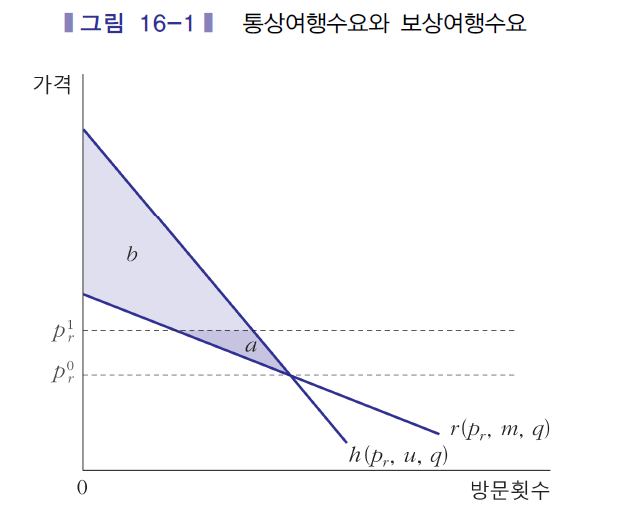 그림 16-1 통상여행수요와 보상여행수요
가격
b
p_r^1
a
p_r^0
r(p_r, m, q)
h(p_r, u, q)
0
방문횟수